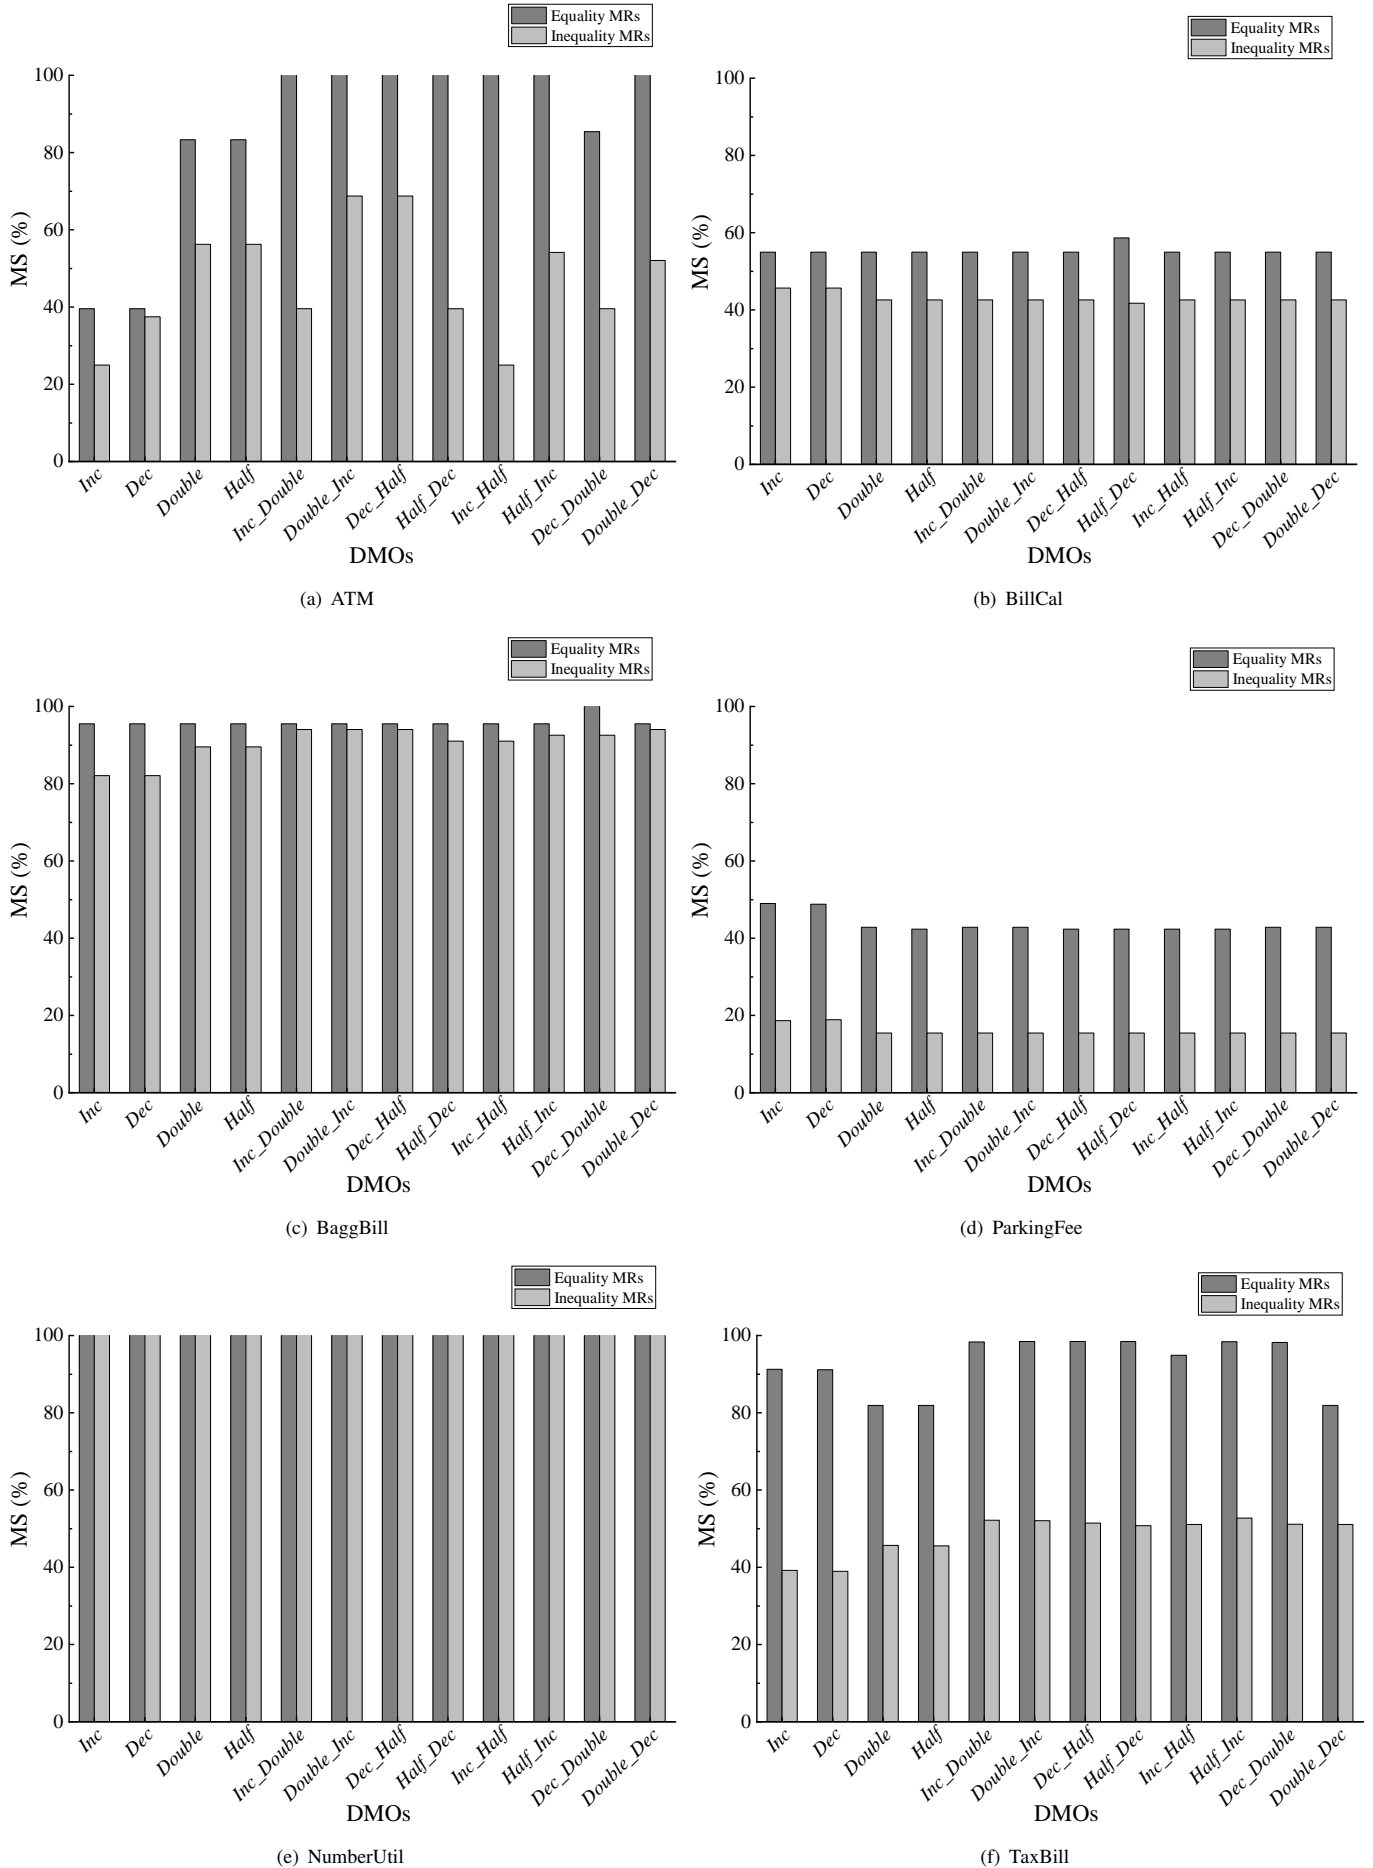 Equality MRs
Inequality MRs
100
80
60
40
20
0
MS (%)
Inc
Dec
Double
Half
Inc_Double
Double_Inc
Dec_Half
Half_Dec
Inc_Half
Half_Inc
Dec_Double
Double_Dec
DMOs
(a) ATM
Equality MRs
Inequality MRs
100
80
60
40
20
0
MS (%)
Inc
Dec
Double
Half
Inc_Double
Double_Inc
Dec_Half
Half_Dec
Inc_Half
Half_Inc
Dec_Double
Double_Dec
DMOs
(b) BillCal
Equality MRs
Inequality MRs
100
80
60
40
20
0
MS (%)
Inc
Dec
Double
Half
Inc_Double
Double_Inc
Dec_Half
Half_Dec
Inc_Half
Half_Inc
Dec_Double
Double_Dec
DMOs
(c) BaggBill
Equality MRs
Inequality MRs
100
80
60
40
20
0
MS (%)
Inc
Dec
Double
Half
Inc_Double
Double_Inc
Dec_Half
Half_Dec
Inc_Half
Half_Inc
Dec_Double
Double_Dec
DMOs
(d) ParkingFee
Equality MRs
Inequality MRs
100
80
60
40
20
0
MS (%)
Inc
Dec
Double
Half
Inc_Double
Double_Inc
Dec_Half
Half_Dec
Inc_Half
Half_Inc
Dec_Double
Double_Dec
DMOs
(e) NumberUtil
Equality MRs
Inequality MRs
100
80
60
40
20
0
MS (%)
Inc
Dec
Double
Half
Inc_Double
Double_Inc
Dec_Half
Half_Dec
Inc_Half
Half_Inc
Dec_Double
Double_Dec
DMOs
(f) TaxBill